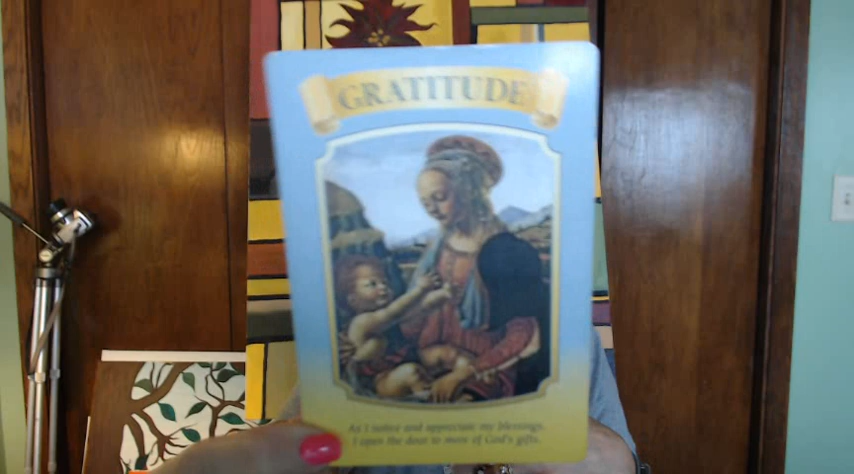 GRATITUDE
As I notice and appreciate my blessings,
I open the door to more of God's gifts.